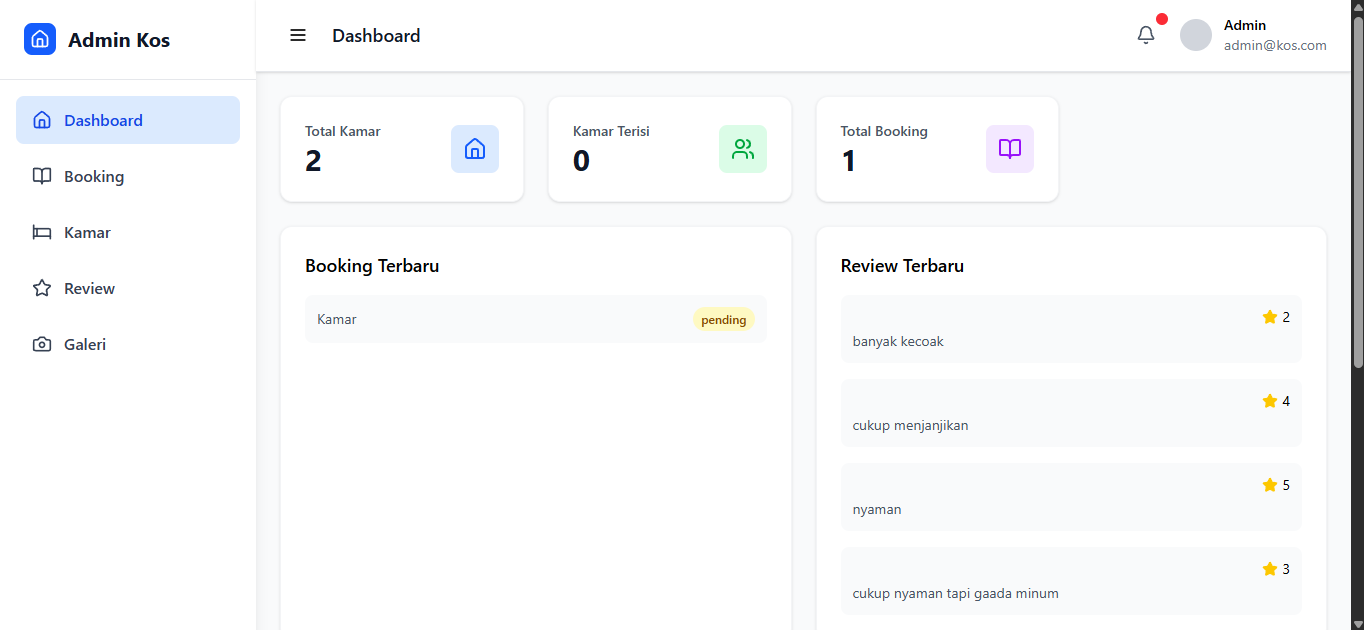 Admin Kos
Dashboard
Booking
Kamar
Review
Galeri
Dashboard
Admin
admin@kos.com
Total Kamar
2
Kamar Terisi
0
Total Booking
1
Booking Terbaru
Kamar
pending
Review Terbaru
2
banyak kecoak
4
cukup menjanjikan
5
nyaman
3
cukup nyaman tapi gaada minum